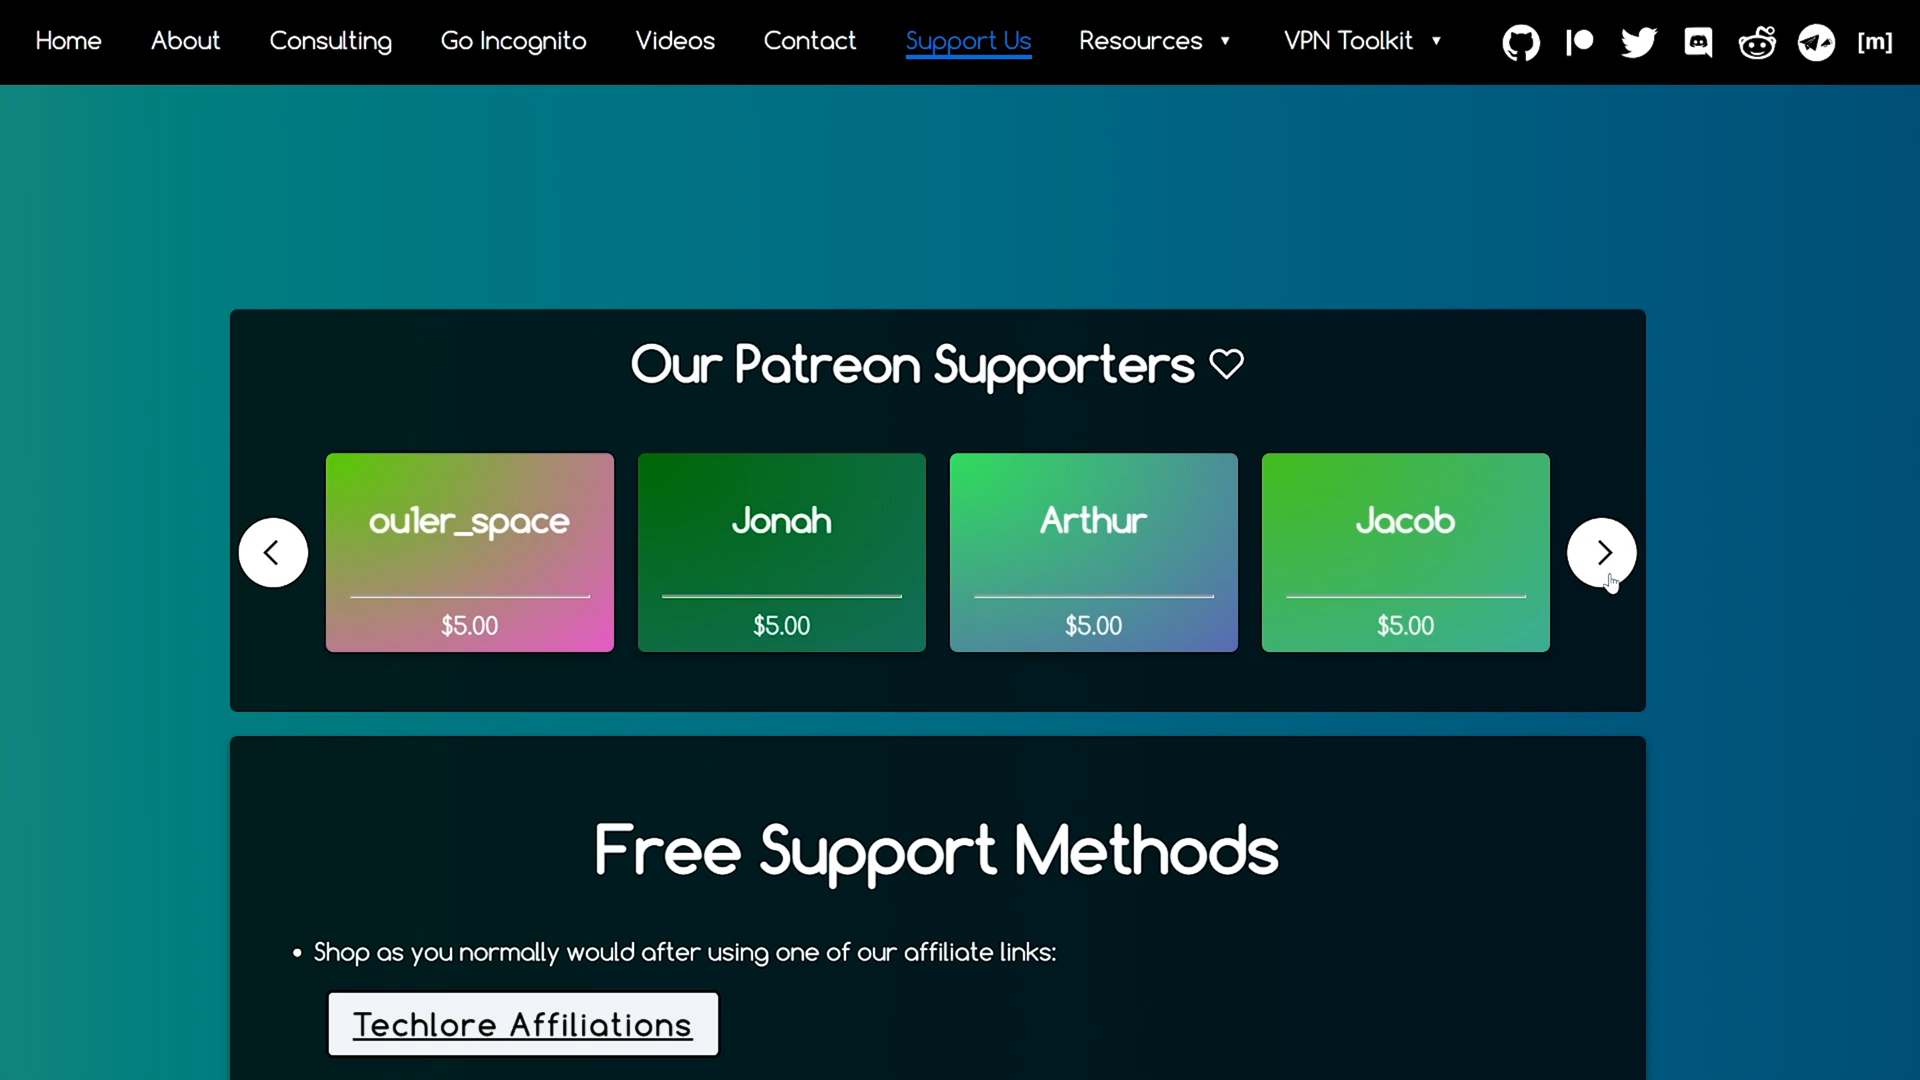 Home About Consulting Go Incognito Videos Contact Support Us Resources ▼ VPN Toolkit ▼ [m]
Our Patreon Supporters ♡
ou1er_space Jonah Arthur Jacob
$5.00 $5.00 $5.00 $5.00
Free Support Methods
• Shop as you normally would after using one of our affiliate links:
Techlore Affiliations